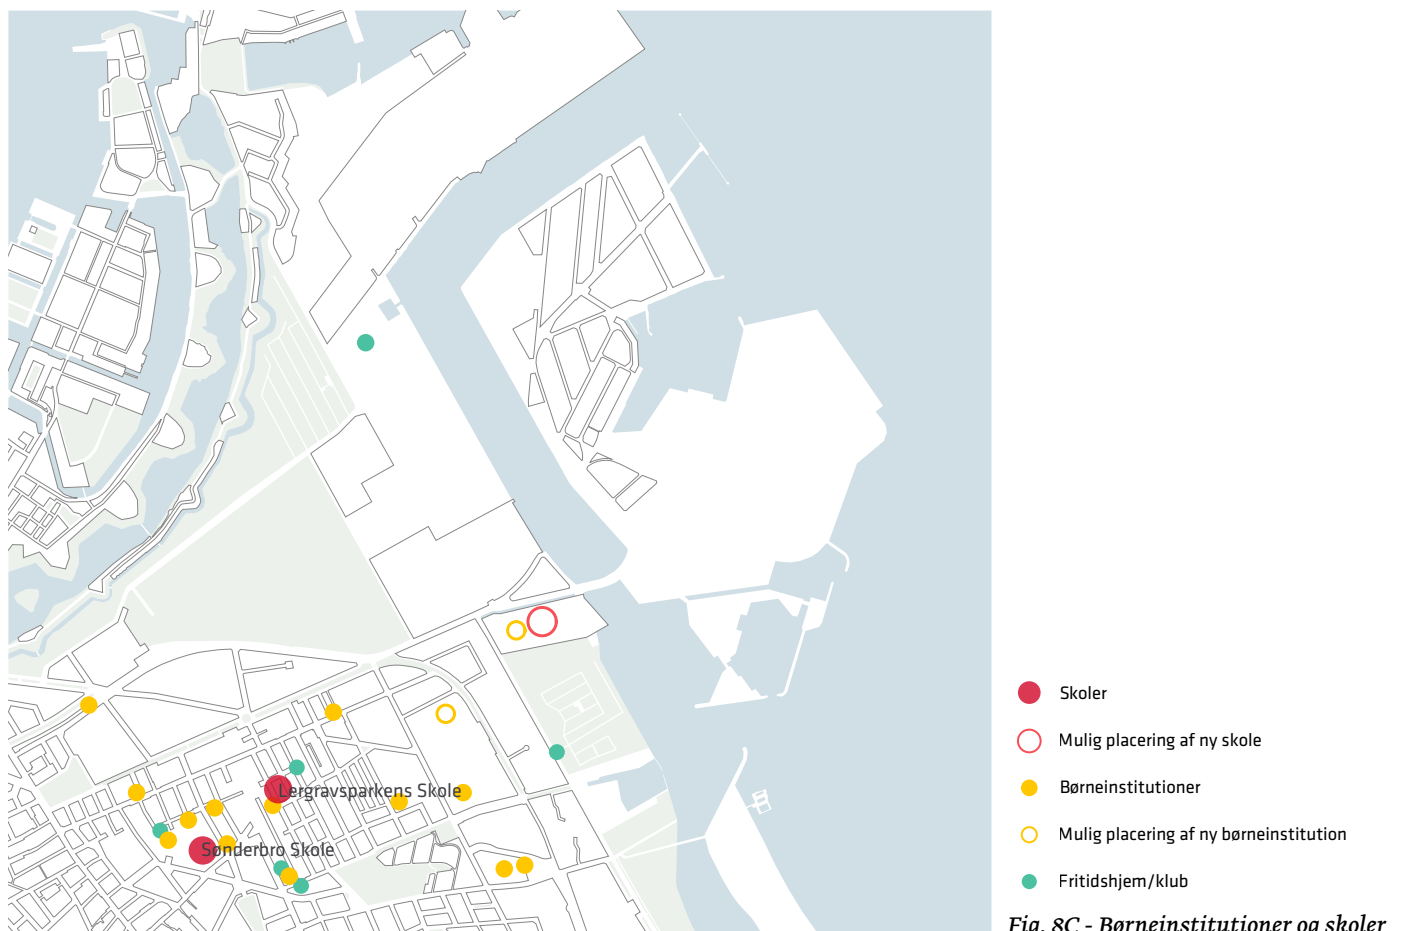 Lergravsparkens Skole
Sønderbro Skole
Skoler
Mulig placering af ny skole
Børneinstitutioner
Mulig placering af ny børneinstitution
Fritidshjem/klub
Fig. 8C - Børneinstitutioner og skoler